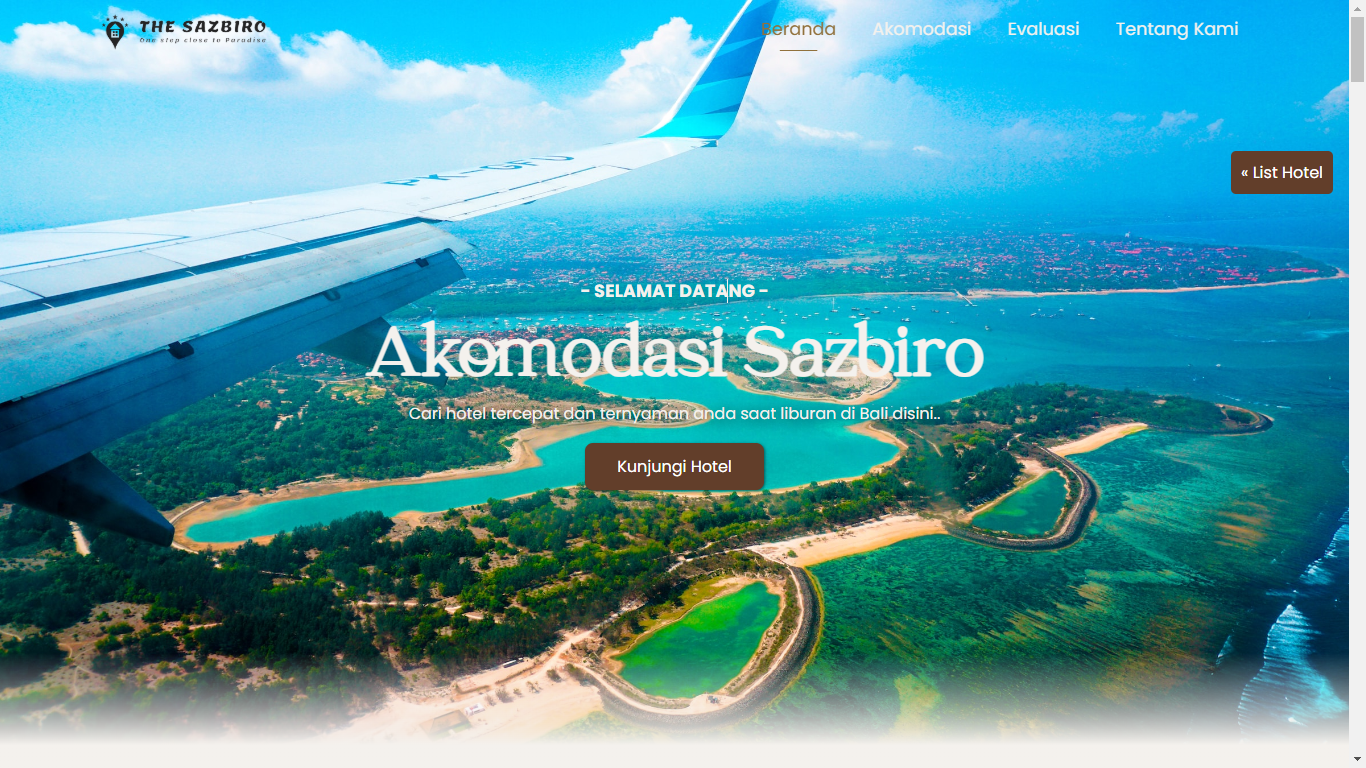 THE SAZBIRO
One stop close to Paradise
Beranda
Akomodasi
Evaluasi
Tentang Kami
« List Hotel
- SELAMAT DATANG -
Akomodasi Sazbiro
Cari hotel tercepat dan ternyaman anda saat liburan di Bali disini..
Kunjungi Hotel